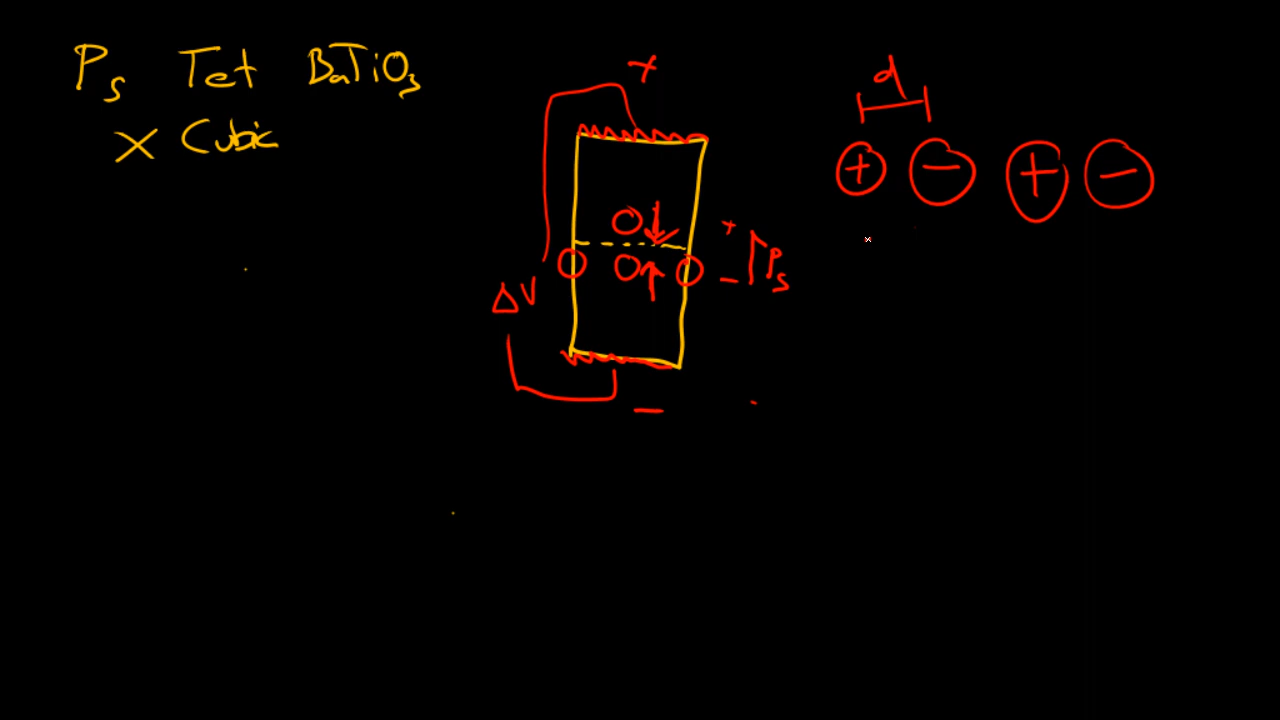 Ps Tet BaTiO3
X Cubic
+
d
+ − + −
+
− Ps
ΔV
−